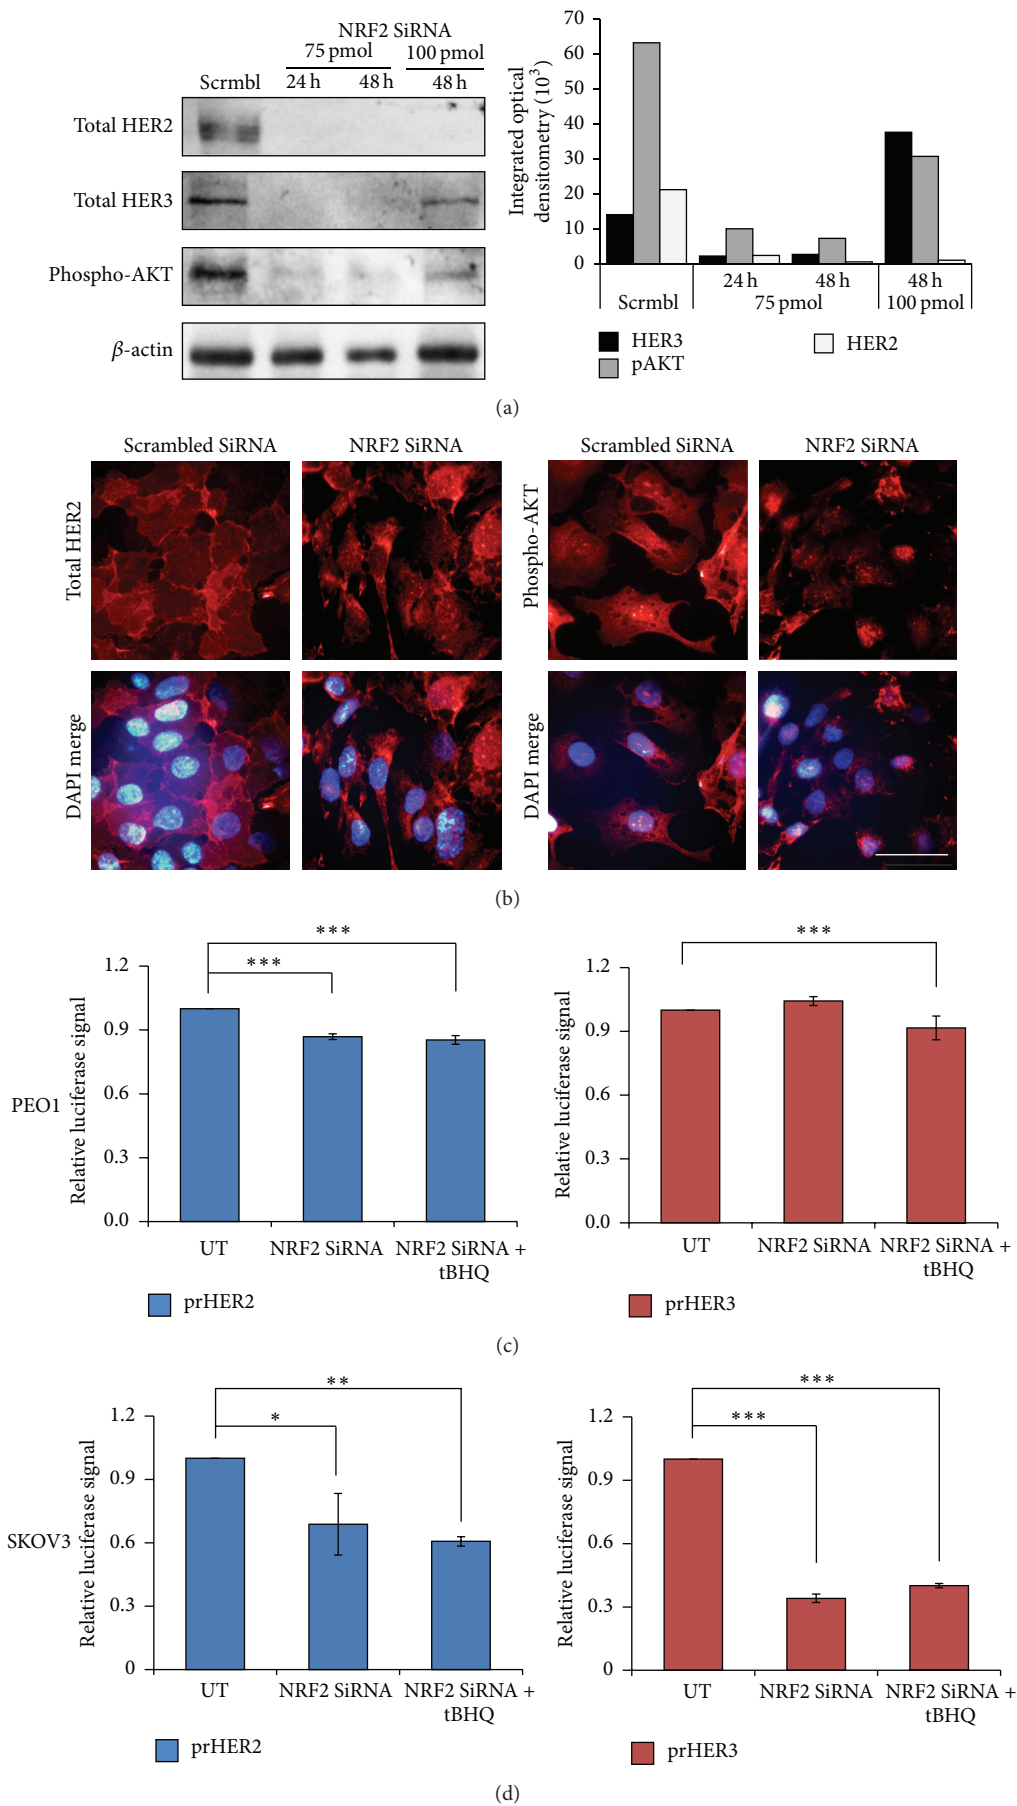 NRF2 SiRNA
75 pmol 100 pmol
Scrmbl 24 h 48 h 48 h
Total HER2
Total HER3
Phospho-AKT
β-actin
Integrated optical
densitometry (10³)
70
60
50
40
30
20
10
0
24 h 48 h 48 h
Scrmbl 75 pmol 100 pmol
HER3
pAKT
HER2
(a)
Scrambled SiRNA NRF2 SiRNA
Total HER2
DAPI merge
Scrambled SiRNA NRF2 SiRNA
Phospho-AKT
DAPI merge
(b)
PEO1
Relative luciferase signal
1.2
0.9
0.6
0.3
0.0
***
***
UT NRF2 SiRNA NRF2 SiRNA +
tBHQ
prHER2
Relative luciferase signal
1.2
0.9
0.6
0.3
0.0
***
UT NRF2 SiRNA NRF2 SiRNA +
tBHQ
prHER3
(c)
SKOV3
Relative luciferase signal
1.2
0.9
0.6
0.3
0
**
*
UT NRF2 SiRNA NRF2 SiRNA +
tBHQ
prHER2
Relative luciferase signal
1.2
0.9
0.6
0.3
0
***
***
UT NRF2 SiRNA NRF2 SiRNA +
tBHQ
prHER3
(d)